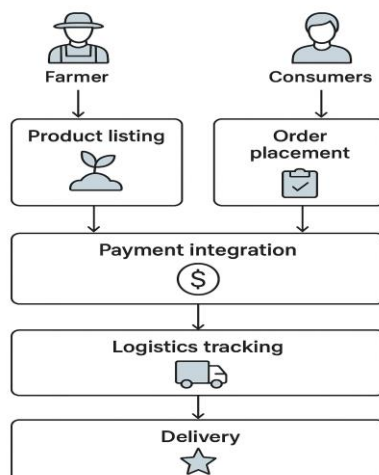 Farmer
Consumers
Product listing
Order
placement
Payment integration
$
Logistics tracking
Delivery